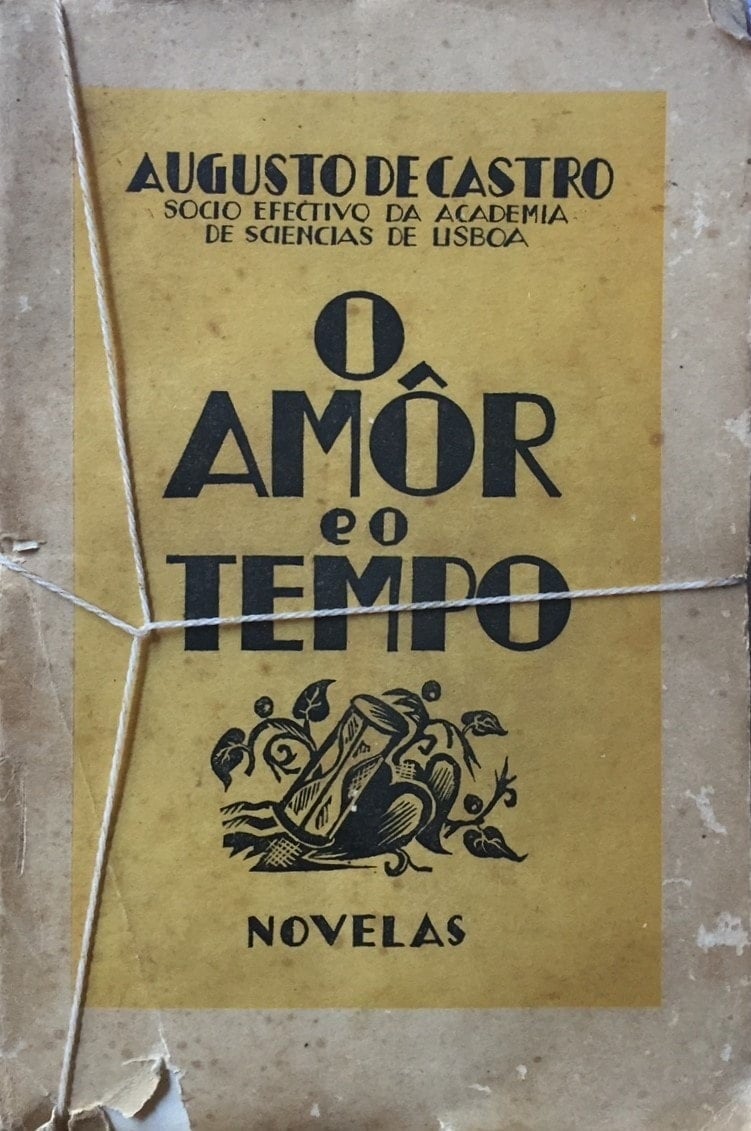 AUGUSTO DE CASTRO
SOCIO EFECTIVO DA ACADEMIA
DE SCIENCIAS DE LISBOA
O
AMÔR
e o
TEMPO
NOVELAS